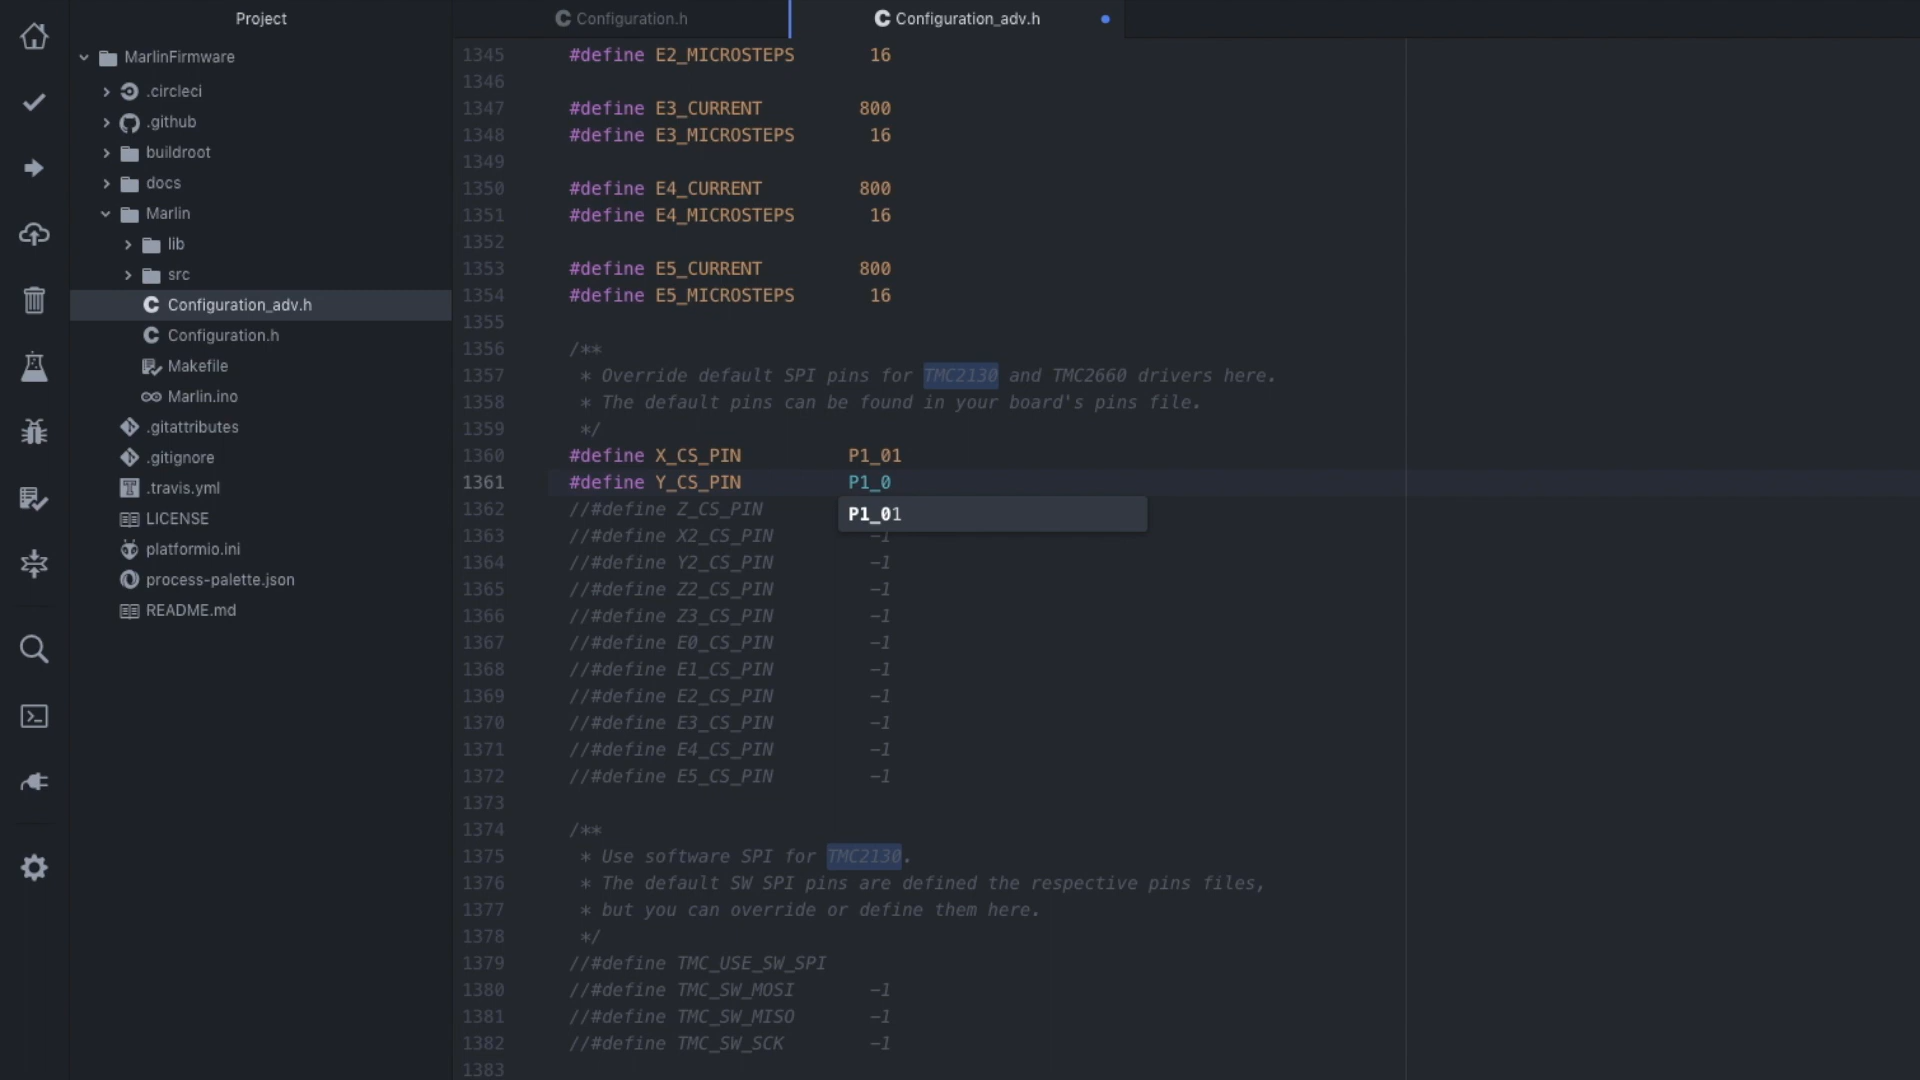 Project
Configuration.h
Configuration_adv.h
MarlinFirmware
.circleci
.github
buildroot
docs
Marlin
lib
src
Configuration_adv.h
Configuration.h
Makefile
Marlin.ino
.gitattributes
.gitignore
.travis.yml
LICENSE
platformio.ini
process-palette.json
README.md
1345 #define E2_MICROSTEPS 16
1346
1347 #define E3_CURRENT 800
1348 #define E3_MICROSTEPS 16
1349
1350 #define E4_CURRENT 800
1351 #define E4_MICROSTEPS 16
1352
1353 #define E5_CURRENT 800
1354 #define E5_MICROSTEPS 16
1355
1356 /**
1357 * Override default SPI pins for TMC2130 and TMC2660 drivers here.
1358 * The default pins can be found in your board's pins file.
1359 */
1360 #define X_CS_PIN P1_01
1361 #define Y_CS_PIN P1_0
1362 //#define Z_CS_PIN
P1_01
1363 //#define X2_CS_PIN -1
1364 //#define Y2_CS_PIN -1
1365 //#define Z2_CS_PIN -1
1366 //#define Z3_CS_PIN -1
1367 //#define E0_CS_PIN -1
1368 //#define E1_CS_PIN -1
1369 //#define E2_CS_PIN -1
1370 //#define E3_CS_PIN -1
1371 //#define E4_CS_PIN -1
1372 //#define E5_CS_PIN -1
1373
1374 /**
1375 * Use software SPI for TMC2130.
1376 * The default SW SPI pins are defined the respective pins files,
1377 * but you can override or define them here.
1378 */
1379 //#define TMC_USE_SW_SPI
1380 //#define TMC_SW_MOSI -1
1381 //#define TMC_SW_MISO -1
1382 //#define TMC_SW_SCK -1
1383